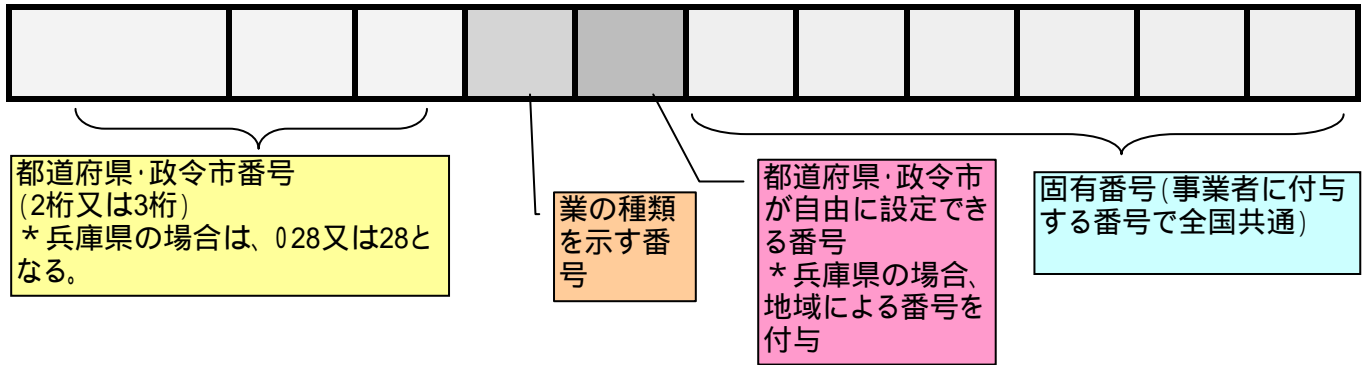 都道府県･政令市番号
(2桁又は3桁)
＊兵庫県の場合は、028又は28と
なる。
業の種類
を示す番
号
都道府県･政令市
が自由に設定でき
る番号
＊兵庫県の場合、
地域による番号を
付与
固有番号(事業者に付与
する番号で全国共通)